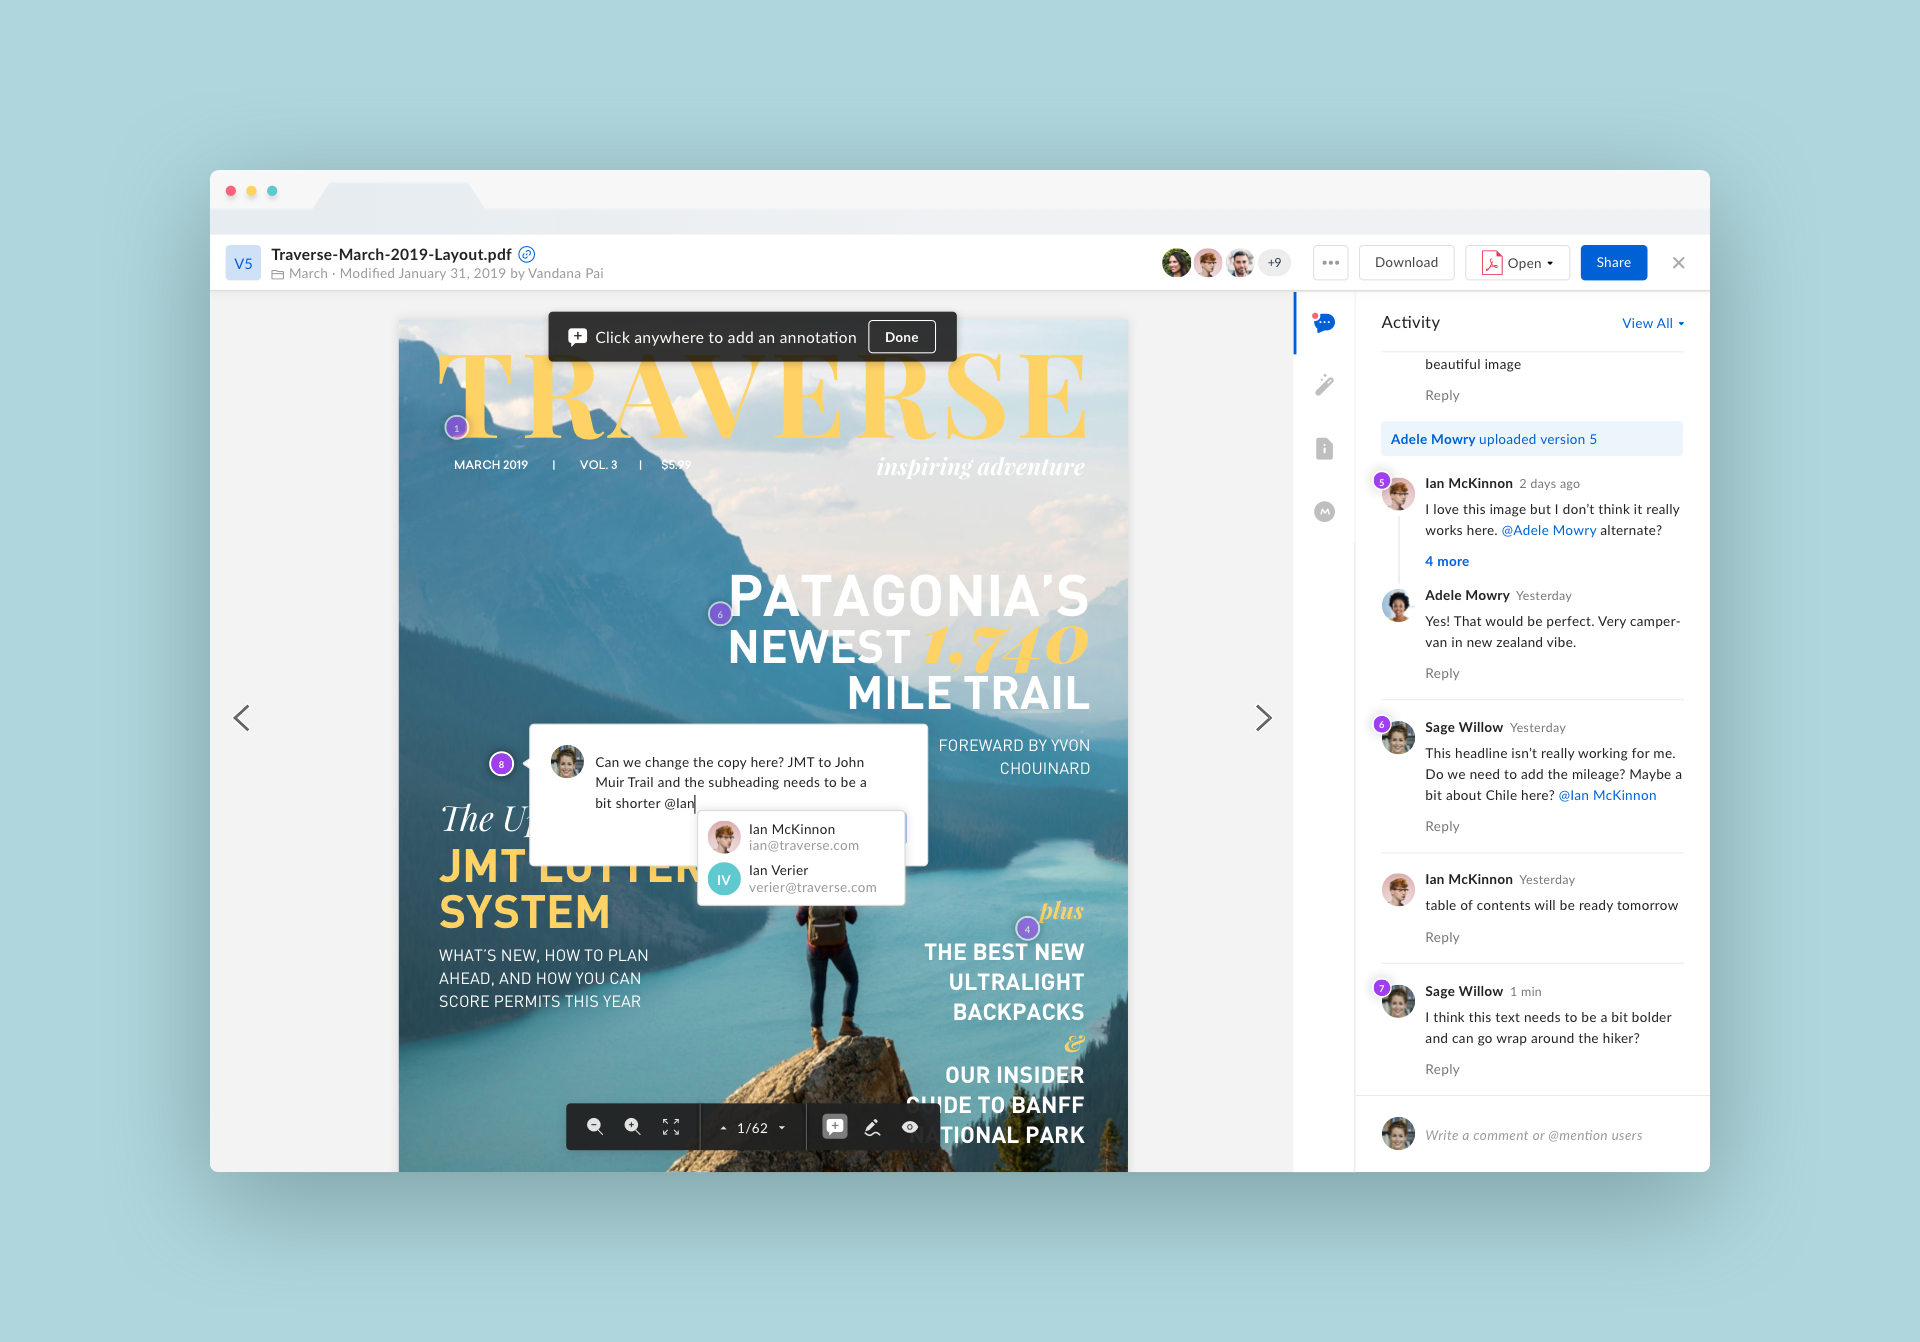 V5
Traverse-March-2019-Layout.pdf
March · Modified January 31, 2019 by Vandana Pai
+9
Download
Open
Share
Click anywhere to add an annotation
Done
TRAVERSE
1
MARCH 2019 | VOL. 3 | $5.99
inspiring adventure
PATAGONIA'S
6
NEWEST 1,740
MILE TRAIL
FOREWARD BY YVON
CHOUINARD
8
Can we change the copy here? JMT to John
Muir Trail and the subheading needs to be a
bit shorter @Ian
Ian McKinnon
ian@traverse.com
IV
Ian Verier
verier@traverse.com
The
JMT
SYSTEM
WHAT'S NEW, HOW TO PLAN
AHEAD, AND HOW YOU CAN
SCORE PERMITS THIS YEAR
plus
4
THE BEST NEW
ULTRALIGHT
BACKPACKS
&
OUR INSIDER
GUIDE TO BANFF
NATIONAL PARK
1/62
Activity
View All
beautiful image
Reply
Adele Mowry uploaded version 5
5
Ian McKinnon 2 days ago
I love this image but I don't think it really
works here. @Adele Mowry alternate?
4 more
Adele Mowry Yesterday
Yes! That would be perfect. Very camper-
van in new zealand vibe.
Reply
6
Sage Willow Yesterday
This headline isn't really working for me.
Do we need to add the mileage? Maybe a
bit about Chile here? @Ian McKinnon
Reply
Ian McKinnon Yesterday
table of contents will be ready tomorrow
Reply
7
Sage Willow 1 min
I think this text needs to be a bit bolder
and can go wrap around the hiker?
Reply
Write a comment or @mention users